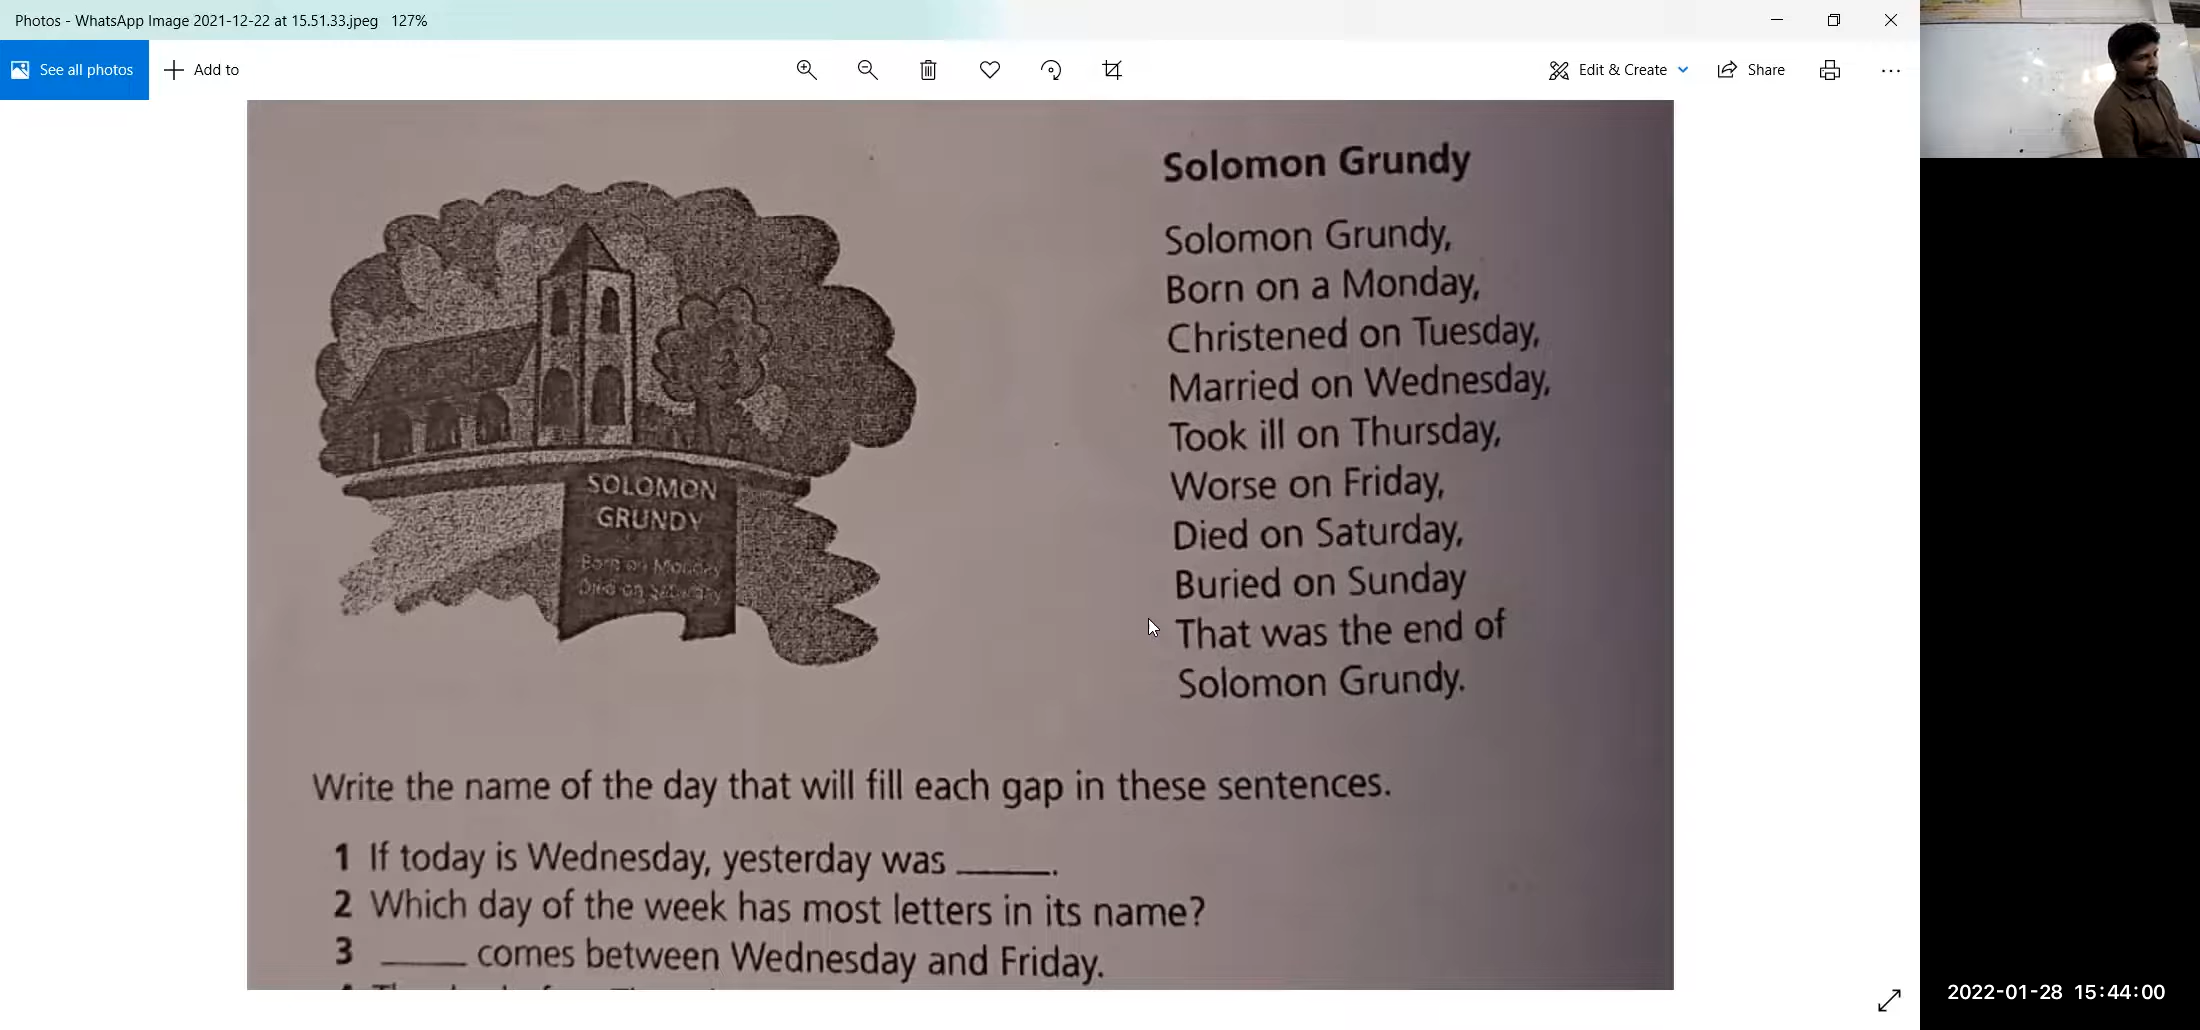 Photos - WhatsApp Image 2021-12-22 at 15.51.33.jpeg 127%
See all photos
Add to
Edit & Create
Share
Solomon Grundy
Solomon Grundy,
Born on a Monday,
Christened on Tuesday,
Married on Wednesday,
Took ill on Thursday,
Worse on Friday,
Died on Saturday,
Buried on Sunday
That was the end of
Solomon Grundy.
SOLOMON
GRUNDY
Born on Monday
Died on Saturday
Write the name of the day that will fill each gap in these sentences.
1 If today is Wednesday, yesterday was _____.
2 Which day of the week has most letters in its name?
3 _____ comes between Wednesday and Friday.
2022-01-28 15:44:00